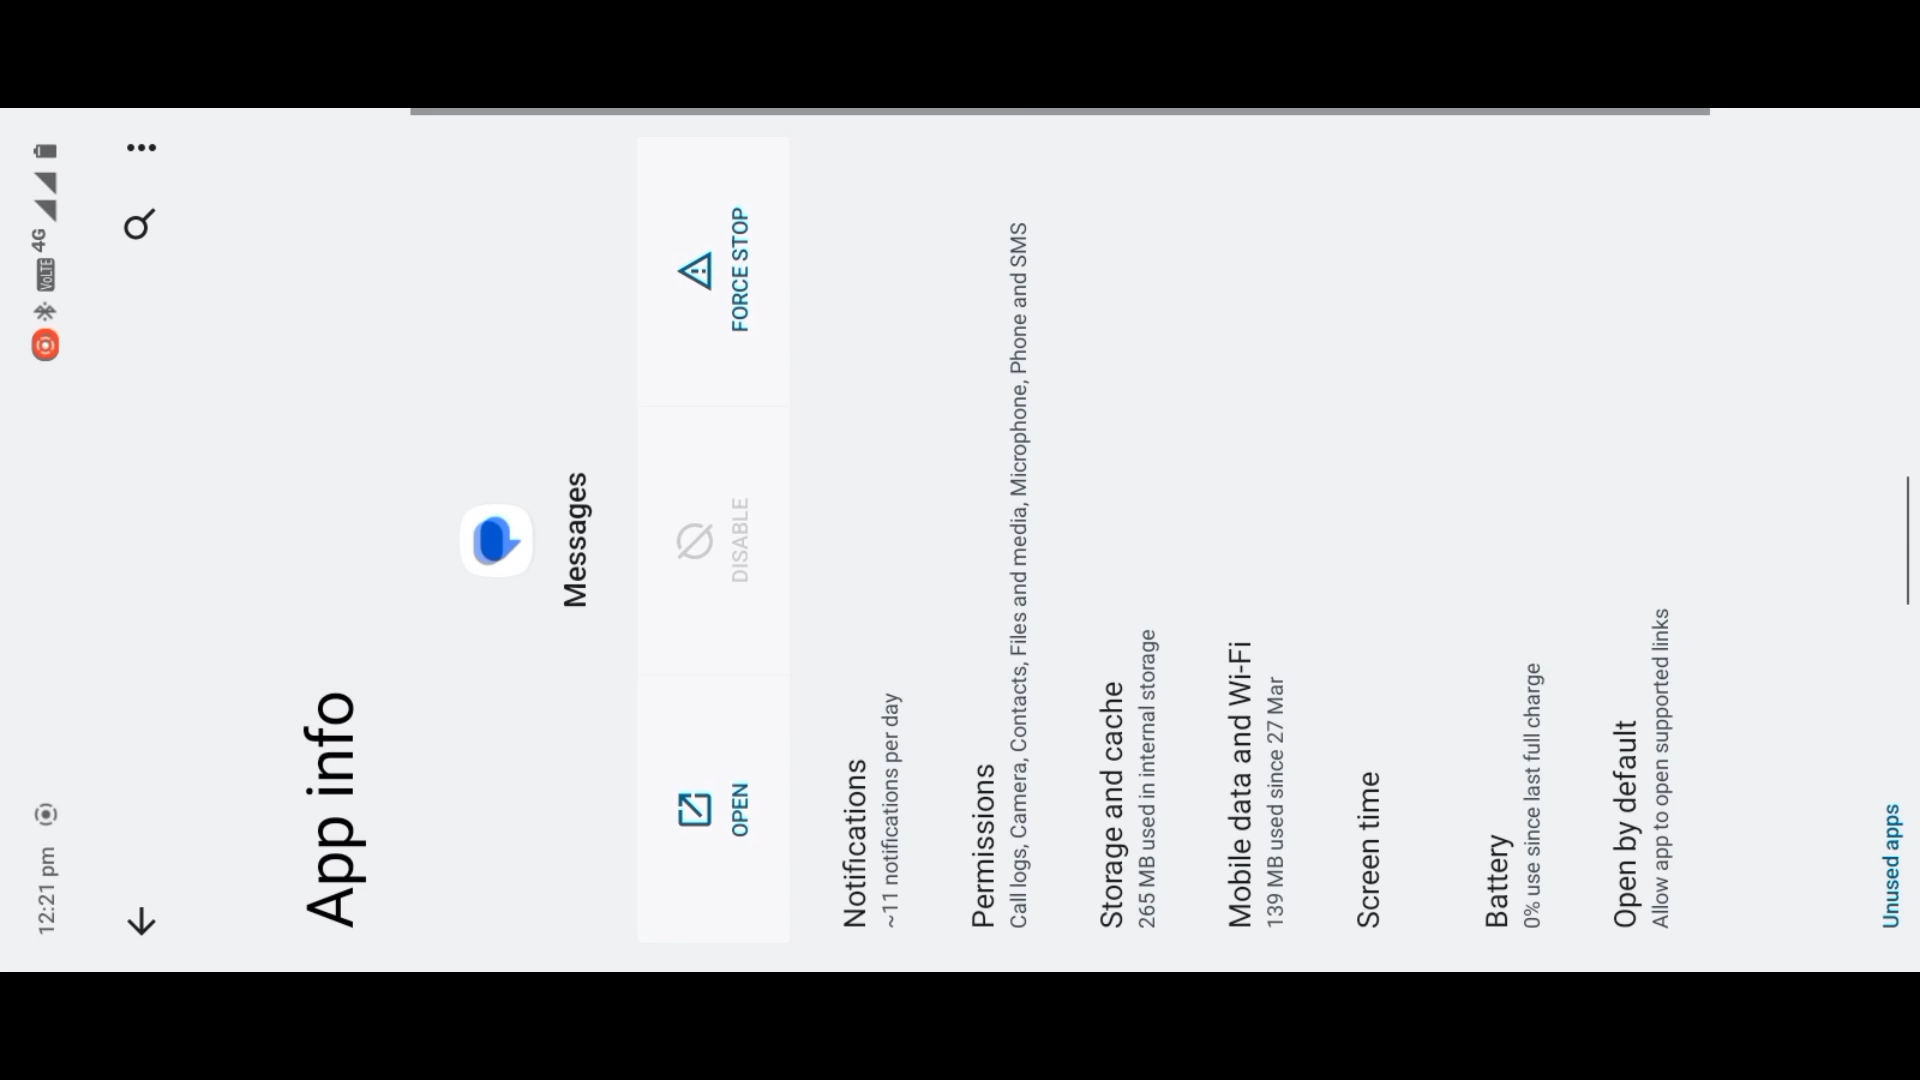 12:21 pm
VoLTE 4G
App info
Messages
OPEN
DISABLE
FORCE STOP
Notifications
~11 notifications per day
Permissions
Call logs, Camera, Contacts, Files and media, Microphone, Phone and SMS
Storage and cache
265 MB used in internal storage
Mobile data and Wi-Fi
139 MB used since 27 Mar
Screen time
Battery
0% use since last full charge
Open by default
Allow app to open supported links
Unused apps